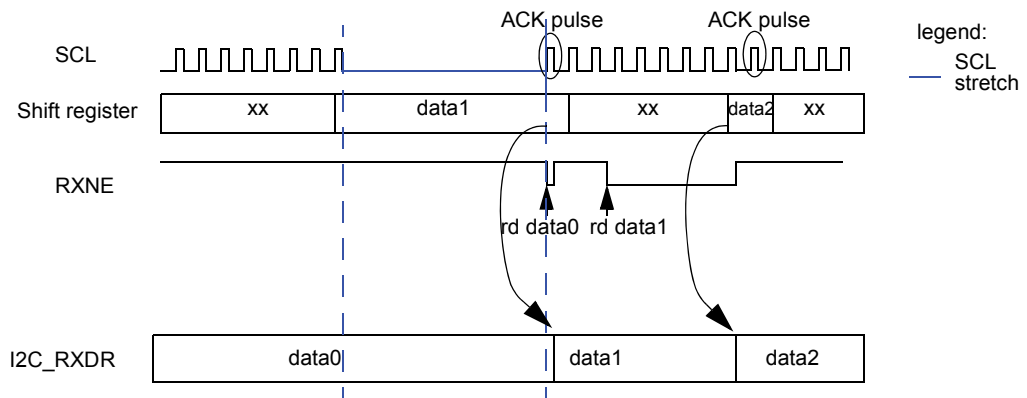 ACK pulse
ACK pulse
legend:
SCL
SCL
stretch
Shift register
xx
data1
xx
data2
xx
RXNE
rd data0
rd data1
I2C_RXDR
data0
data1
data2